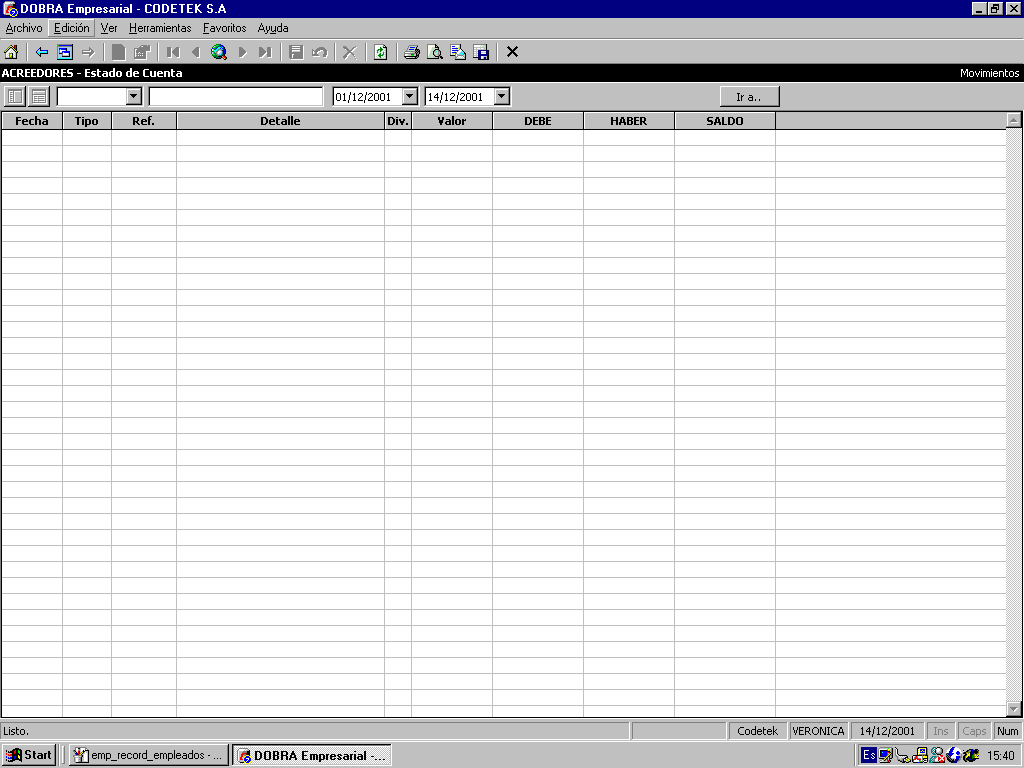 DOBRA Empresarial - CODETEK S.A
Archivo Edición Ver Herramientas Favoritos Ayuda
ACREEDORES - Estado de Cuenta Movimientos
01/12/2001 14/12/2001 Ir a..
Fecha Tipo Ref. Detalle Div. Valor DEBE HABER SALDO
Listo. Codetek VERONICA 14/12/2001 Ins Caps Num
Start emp_record_empleados - ... DOBRA Empresarial -... Es 15:40